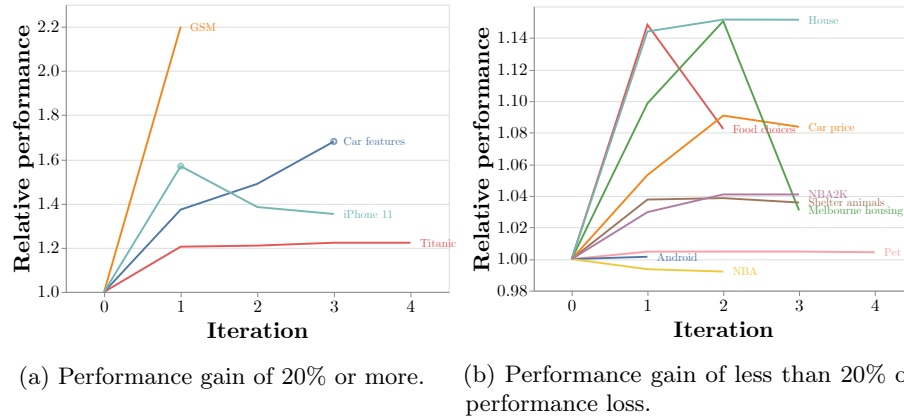 2.2
2.0
1.8
1.6
1.4
1.2
1.0
Relative performance
GSM
Car features
iPhone 11
Titanic
0 1 2 3 4
Iteration
(a) Performance gain of 20% or more.
1.14
1.12
1.10
1.08
1.06
1.04
1.02
1.00
0.98
Relative performance
House
Food choices
Car price
NBA2K
Shelter animals
Melbourne housing
Pet
Android
NBA
0 1 2 3 4
Iteration
(b) Performance gain of less than 20% o
performance loss.